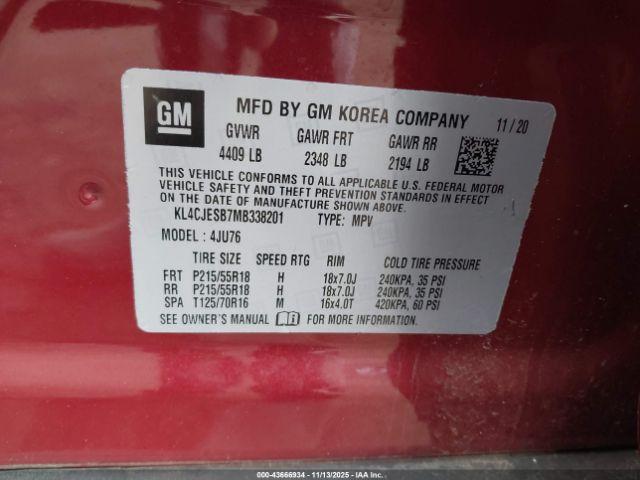 GM
MFD BY GM KOREA COMPANY 11/20
GVWR GAWR FRT GAWR RR
4409 LB 2348 LB 2194 LB
THIS VEHICLE CONFORMS TO ALL APPLICABLE U.S. FEDERAL MOTOR
VEHICLE SAFETY AND THEFT PREVENTION STANDARDS IN EFFECT
ON THE DATE OF MANUFACTURE SHOWN ABOVE.
KL4CJESB7MB338201 TYPE: MPV
MODEL : 4JU76
TIRE SIZE SPEED RTG RIM COLD TIRE PRESSURE
FRT P215/55R18 H 18x7.0J 240KPA, 35 PSI
RR P215/55R18 H 18x7.0J 240KPA, 35 PSI
SPA T125/70R16 M 16x4.0T 420KPA, 60 PSI
SEE OWNER'S MANUAL FOR MORE INFORMATION.
000-43666934 - 11/13/2025 - IAA